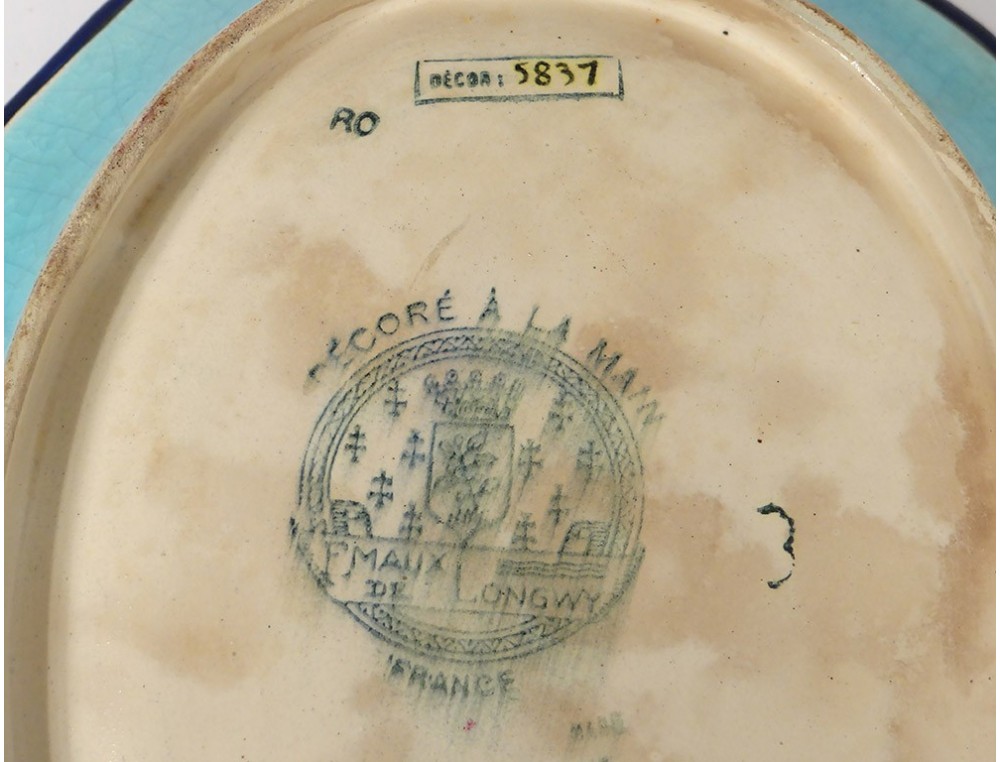 DÉCOR: 5837
RO
DÉCORÉ À LA MAIN
EMAUX
DE LONGWY
FRANCE
3